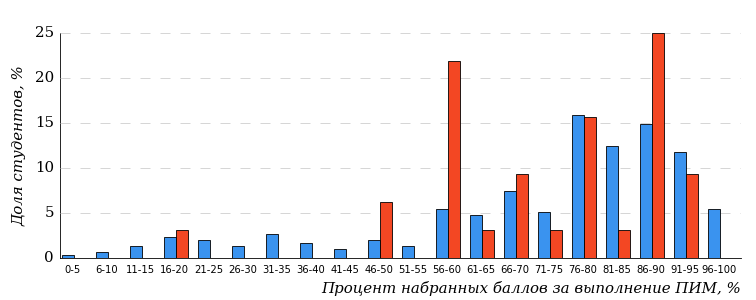 25
20
15
10
5
0
Доля студентов, %
0-5 6-10 11-15 16-20 21-25 26-30 31-35 36-40 41-45 46-50 51-55 56-60 61-65 66-70 71-75 76-80 81-85 86-90 91-95 96-100
Процент набранных баллов за выполнение ПИМ, %